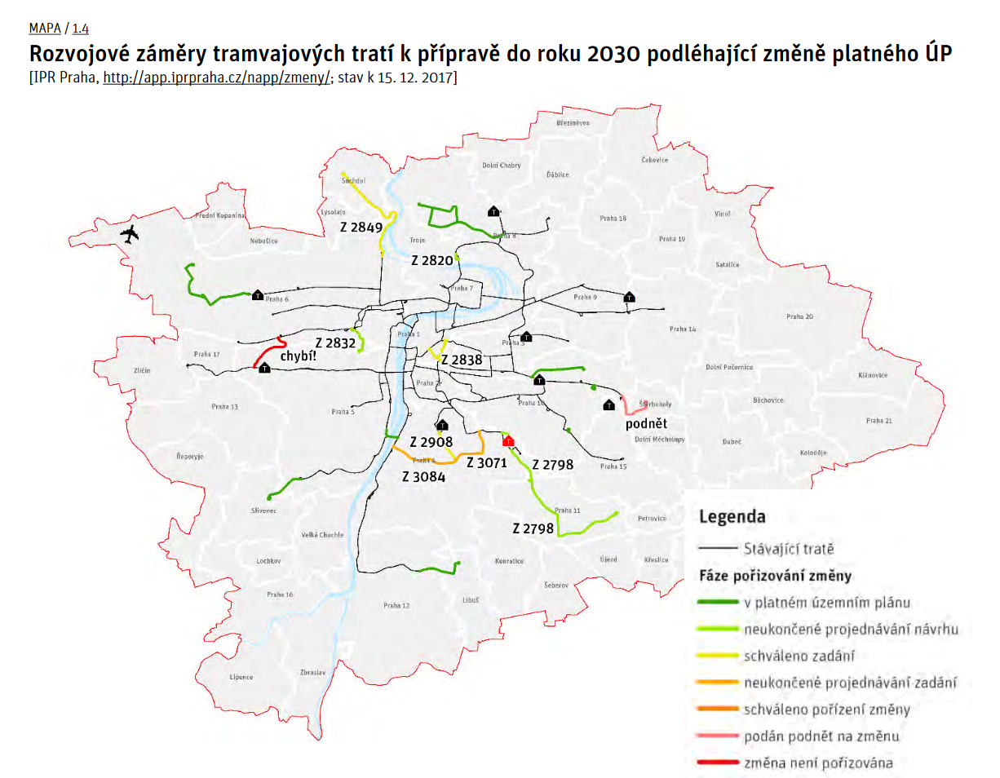 MAPA / 1.4
Rozvojové záměry tramvajových tratí k přípravě do roku 2030 podléhající změně platného ÚP
[IPR Praha, http://app.iprpraha.cz/napp/zmeny/; stav k 15. 12. 2017]
Březiněves
Čakovice
Dolní Chabry
Ďáblice
Suchdol
Lysolaje
Přední Kopanina
Vinoř
Praha 18
Z 2849
Nebušice
Troja
Praha 8
Praha 19
Z 2820
Satalice
Praha 7
Praha 6
Praha 9
Praha 20
Praha 14
Praha 1
Z 2832
Praha 3
Praha 17
chybí!
Z 2838
Zličín
Dolní Počernice
Klánovice
Praha 2
Praha 13
Praha 5
Praha 10
Štěrboholy
Běchovice
podnět
Praha 21
Z 2908
Dolní Měcholupy
Dubeč
Koloděje
Řeporyje
Praha 4
Z 3071
Z 2798
Praha 15
Z 3084
Slivenec
Praha 11
Petrovice
Z 2798
Velká Chuchle
Lochkov
Kunratice
Újezd
Křeslice
Šeberov
Praha 16
Praha 12
Libuš
Lipence
Zbraslav
Legenda
Stávající tratě
Fáze pořizování změny
v platném územním plánu
neukončené projednávání návrhu
schváleno zadání
neukončené projednávání zadání
schváleno pořízení změny
podán podnět na změnu
změna není pořizována